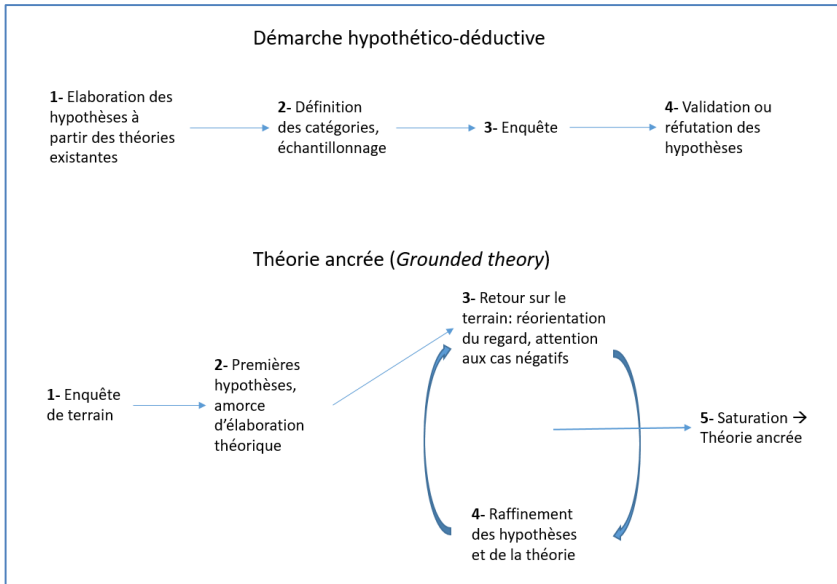 Démarche hypothético-déductive
1- Elaboration des
hypothèses à
partir des théories
existantes
2- Définition
des catégories,
échantillonnage
3- Enquête
4- Validation ou
réfutation des
hypothèses
Théorie ancrée (Grounded theory)
1- Enquête
de terrain
2- Premières
hypothèses,
amorce
d’élaboration
théorique
3- Retour sur le
terrain: réorientation
du regard, attention
aux cas négatifs
4- Raffinement
des hypothèses
et de la théorie
5- Saturation →
Théorie ancrée